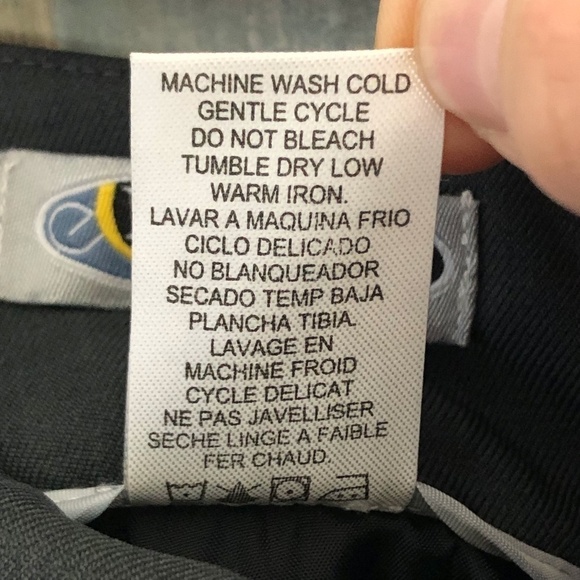 MACHINE WASH COLD
GENTLE CYCLE
DO NOT BLEACH
TUMBLE DRY LOW
WARM IRON.
LAVAR A MAQUINA FRIO
CICLO DELICADO
NO BLANQUEADOR
SECADO TEMP BAJA
PLANCHA TIBIA.
LAVAGE EN
MACHINE FROID
CYCLE DELICAT
NE PAS JAVELLISER
SECHE LINGE A FAIBLE
FER CHAUD.